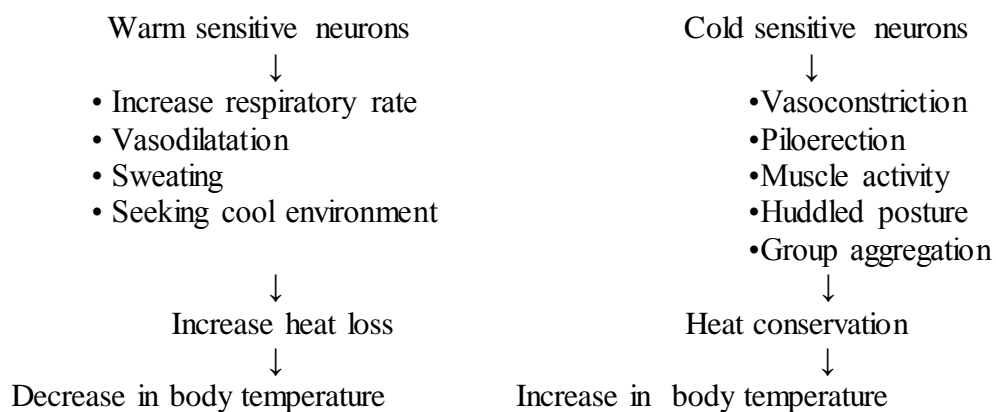 Warm sensitive neurons
↓
• Increase respiratory rate
• Vasodilatation
• Sweating
• Seeking cool environment
↓
Increase heat loss
↓
Decrease in body temperature
Cold sensitive neurons
↓
•Vasoconstriction
•Piloerection
•Muscle activity
•Huddled posture
•Group aggregation
↓
Heat conservation
↓
Increase in body temperature